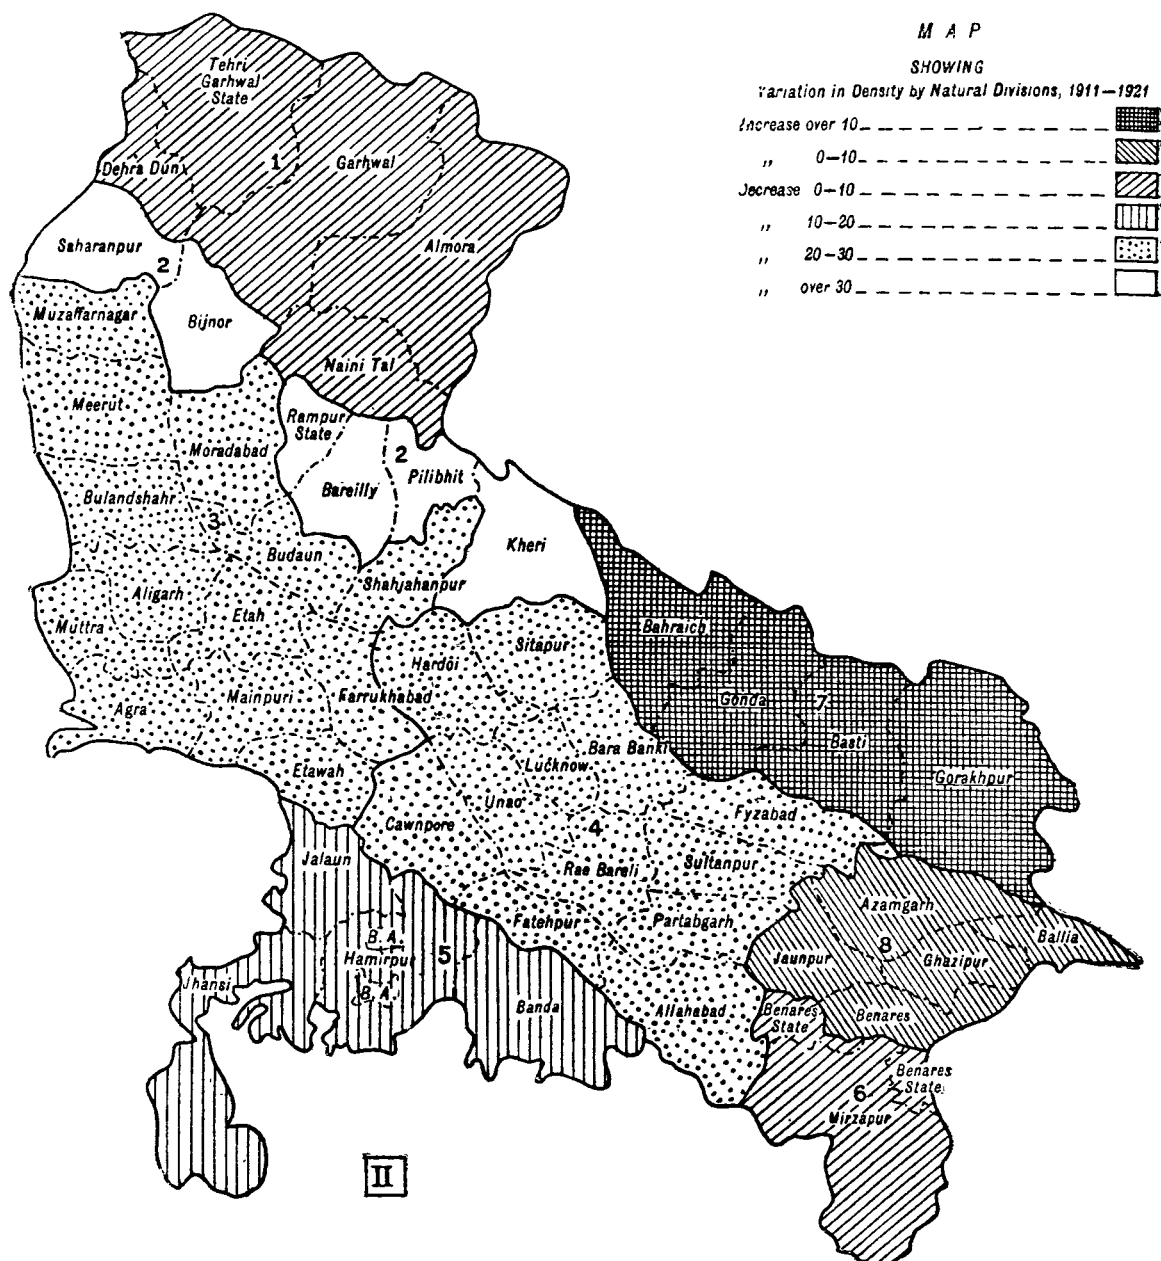 MAP
SHOWING
Variation in Density by Natural Divisions, 1911—1921
Increase over 10
„ 0—10
Decrease 0—10
„ 10—20
„ 20—30
„ over 30
Tehri
Garhwal
State
Dehra Dun
1
Garhwal
Almora
Saharanpur
2
Muzaffarnagar
Bijnor
Naini Tal
Meerut
Rampur
State
Moradabad
2
Pilibhit
Bareilly
Bulandshahr
3
Budaun
Kheri
Shahjahanpur
Aligarh
Etah
Muttra
Bahraich
Hardoi
Sitapur
Mainpuri
Farrukhabad
Agra
Gonda
7
Basti
Bara Banki
Lucknow
Gorakhpur
Etawah
Unao
Cawnpore
4
Fyzabad
Jalaun
Rae Bareli
Sultanpur
Azamgarh
Fatehpur
Partabgarh
B. A.
Hamirpur
5
8
Ballia
Jaunpur
Ghazipur
Jhansi
B. A.
Banda
Allahabad
Benares
State
Benares
Benares
State
6
Mirzapur
II